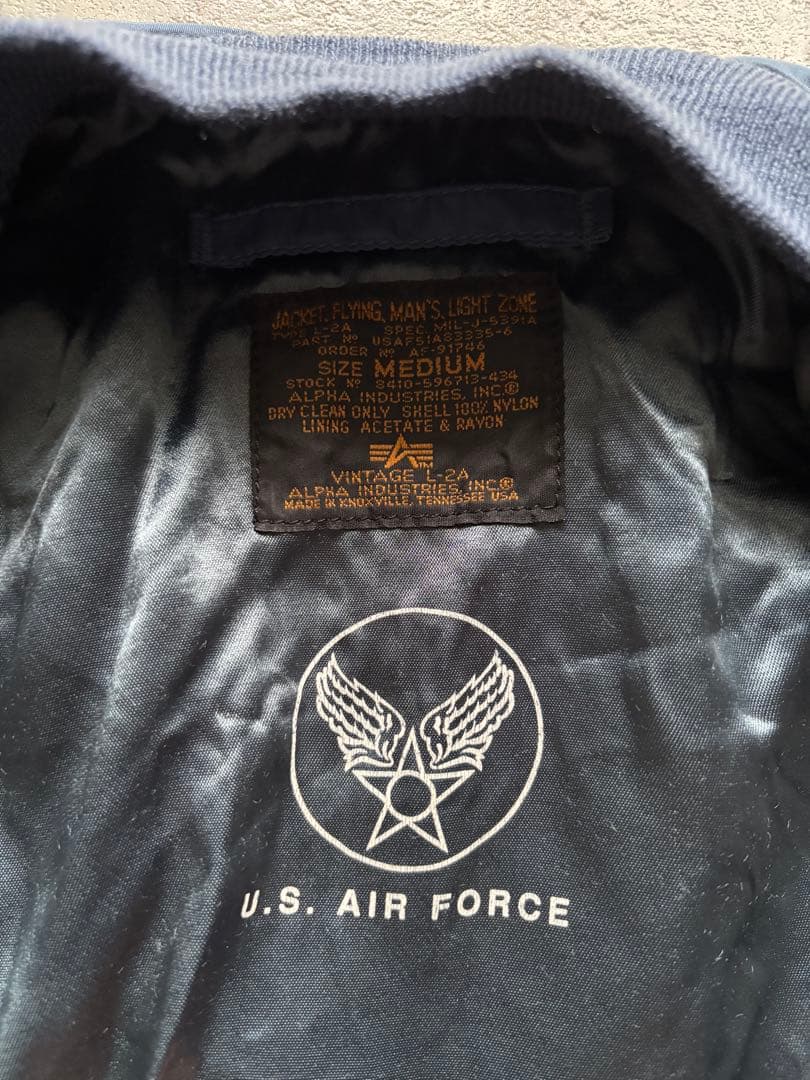 JACKET, FLYING, MAN'S, LIGHT ZONE
TYPE L-2A SPEC MIL-J-5391A
PART Nº USAF51A83536-6
ORDER Nº AF-91746
SIZE MEDIUM
STOCK Nº 8410-596713-434
ALPHA INDUSTRIES, INC.®
DRY CLEAN ONLY SHELL 100% NYLON
LINING ACETATE & RAYON
VINTAGE L-2A
ALPHA INDUSTRIES, INC.®
MADE IN KNOXVILLE, TENNESSEE USA
U.S. AIR FORCE